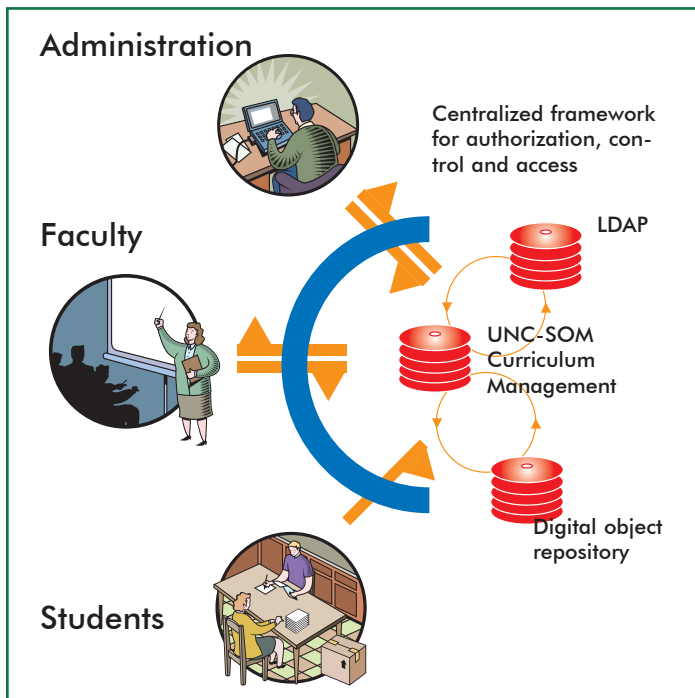 Administration
Centralized framework
for authorization, con-
trol and access
Faculty
LDAP
UNC-SOM
Curriculum
Management
Digital object
repository
Students